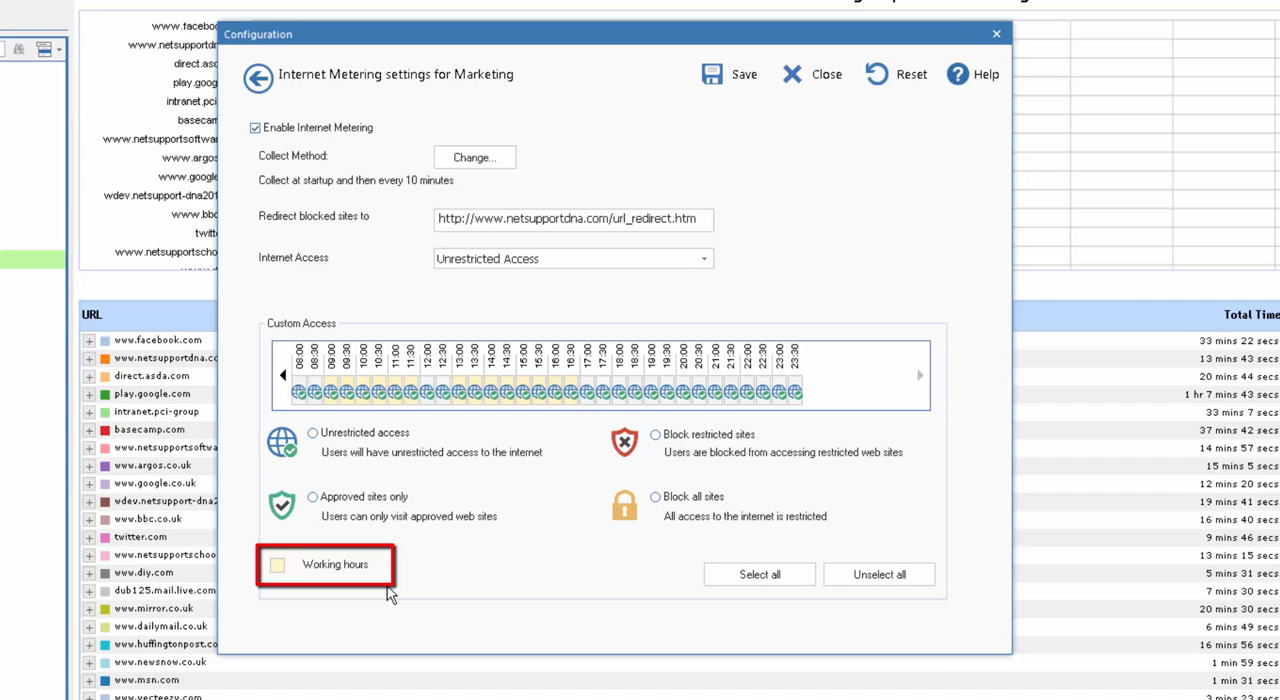 www.facebo
Configuration
www.netsupportdn
direct.asd
play.goog
intranet.pci
basecam
www.netsupportsoftwar
www.argos
www.google
wdev.netsupport-dna201
www.bbc
twitt
www.netsupportscho
Internet Metering settings for Marketing
Save
Close
Reset
Help
Enable Internet Metering
Collect Method:
Change...
Collect at startup and then every 10 minutes
Redirect blocked sites to
http://www.netsupportdna.com/url_redirect.htm
Internet Access
Unrestricted Access
Custom Access
08:00 08:30 09:00 09:30 10:00 10:30 11:00 11:30 12:00 12:30 13:00 13:30 14:00 14:30 15:00 15:30 16:00 16:30 17:00 17:30 18:00 18:30 19:00 19:30 20:00 20:30 21:00 21:30 22:00 22:30 23:00 23:30
Unrestricted access
Users will have unrestricted access to the internet
Block restricted sites
Users are blocked from accessing restricted web sites
Approved sites only
Users can only visit approved web sites
Block all sites
All access to the internet is restricted
Working hours
Select all
Unselect all
URL
Total Time
www.facebook.com
33 mins 22 secs
www.netsupportdna.co
13 mins 43 secs
direct.asda.com
20 mins 44 secs
play.google.com
1 hr 7 mins 43 secs
intranet.pci-group
33 mins 7 secs
basecamp.com
37 mins 42 secs
www.netsupportsoftwa
14 mins 57 secs
www.argos.co.uk
15 mins 5 secs
www.google.co.uk
12 mins 20 secs
wdev.netsupport-dna2
19 mins 41 secs
www.bbc.co.uk
16 mins 40 secs
twitter.com
9 mins 46 secs
www.netsupportschoo
13 mins 15 secs
www.diy.com
5 mins 31 secs
dub125.mail.live.com
7 mins 30 secs
www.mirror.co.uk
20 mins 30 secs
www.dailymail.co.uk
6 mins 49 secs
www.huffingtonpost.co
16 mins 56 secs
www.newsnow.co.uk
1 min 59 secs
www.msn.com
1 min 31 secs
www.vecteezy.com
3 mins 23 secs